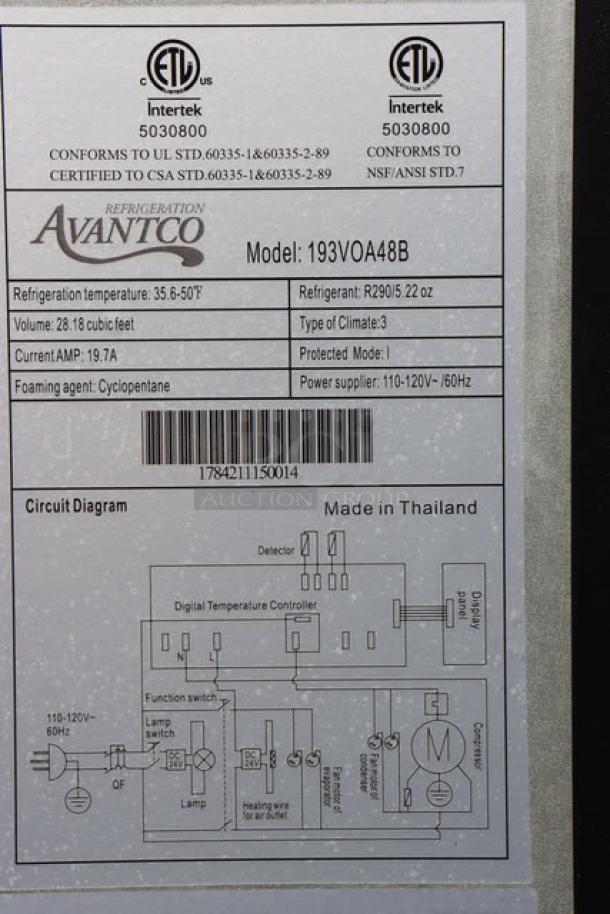 C ETL US
LISTED
Intertek
5030800
CONFORMS TO UL STD.60335-1&60335-2-89
CERTIFIED TO CSA STD.60335-1&60335-2-89
ETL
SANITATION LISTED
Intertek
5030800
CONFORMS TO
NSF/ANSI STD.7
REFRIGERATION
AVANTCO
Model: 193VOA48B
Refrigeration temperature: 35.6-50°F
Refrigerant: R290/5.22 oz
Volume: 28.18 cubic feet
Type of Climate:3
Current AMP: 19.7A
Protected Mode: I
Foaming agent: Cyclopentane
Power supplier: 110-120V~ /60Hz
1784211150014
AUCTION GROUP
Circuit Diagram
Made in Thailand
Detector
Digital Temperature Controller
Display
panel
N
L
Function switch
110-120V~
60Hz
Lamp
switch
QF
DC
24V
Lamp
DC
24V
Heating wire
for air outlet
Fan motor of
evaporator
Fan motor of
condenser
M
Compressor